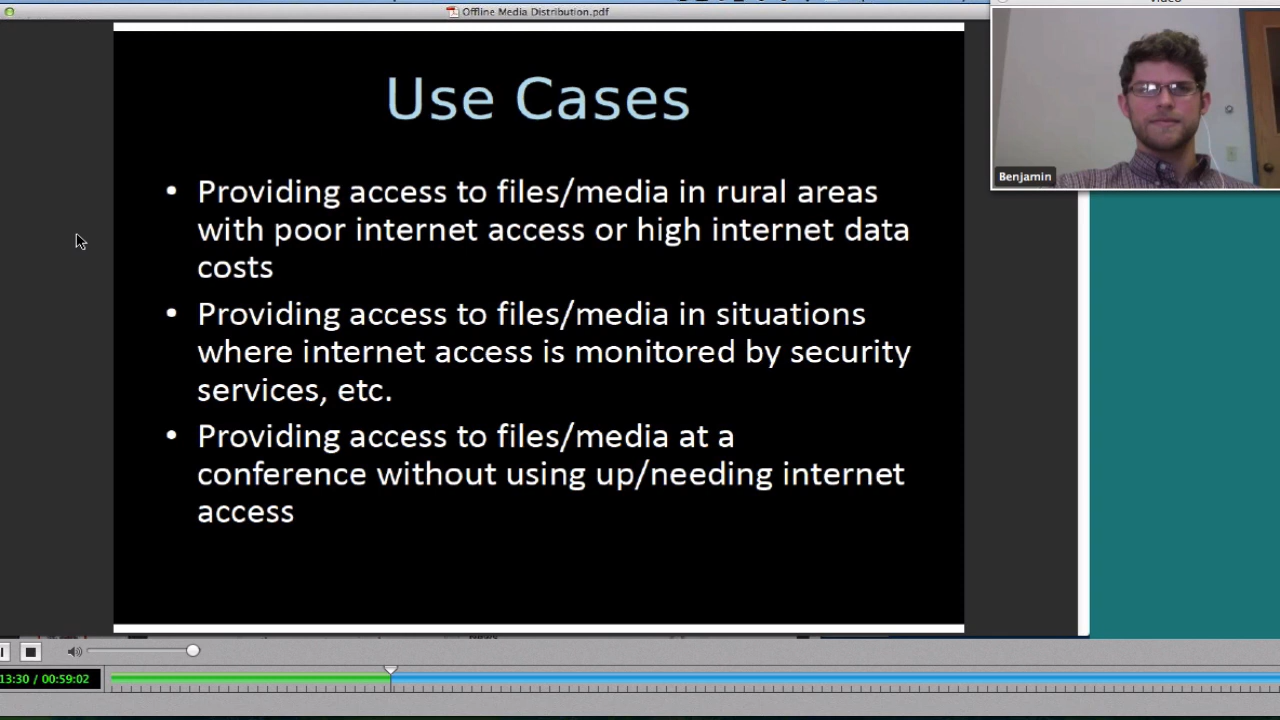 Offline Media Distribution.pdf
Use Cases
• Providing access to files/media in rural areas
with poor internet access or high internet data
costs
• Providing access to files/media in situations
where internet access is monitored by security
services, etc.
• Providing access to files/media at a
conference without using up/needing internet
access
Benjamin
13:30 / 00:59:02